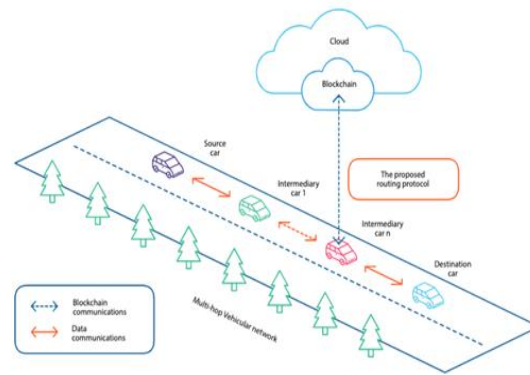 Cloud
Blockchain
Source
car
The proposed
routing protocol
Intermediary
car 1
Intermediary
car n
Destination
car
Blockchain
communications
Data
communications
Multi-hop Vehicular network